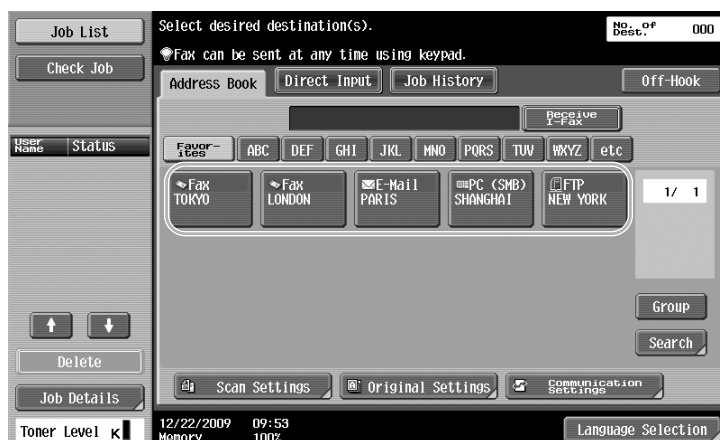 Job List
Check Job
User Name Status
Delete
Job Details
Toner Level K
Select desired destination(s).
No. of Dest. 000
Fax can be sent at any time using keypad.
Address Book Direct Input Job History Off-Hook
Receive I-Fax
Favor-ites ABC DEF GHI JKL MNO PQRS TUV WXYZ etc
Fax Fax E-Mail PC (SMB) FTP
TOKYO LONDON PARIS SHANGHAI NEW YORK
1/ 1
Group
Search
Scan Settings Original Settings Communication Settings
12/22/2009 09:53
Memory 100%
Language Selection